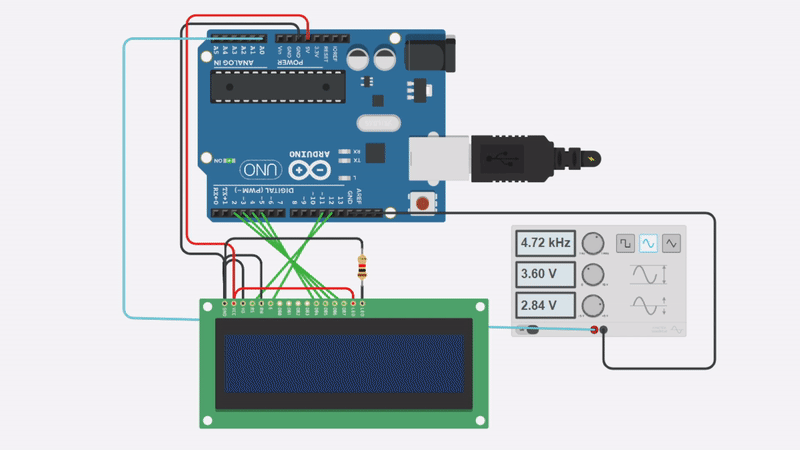 A5 A4 A3 A2 A1 A0
Vin GND GND 5V 3.3V RESET IOREF
ANALOG IN
POWER
ON
UNO
ARDUINO
RX
TX
L
DIGITAL (PWM~)
RX←0 TX→1 2 ~3 4 ~5 ~6 7 8 ~9 ~10 ~11 12 13 GND AREF
4.72 kHz
3.60 V
2.84 V